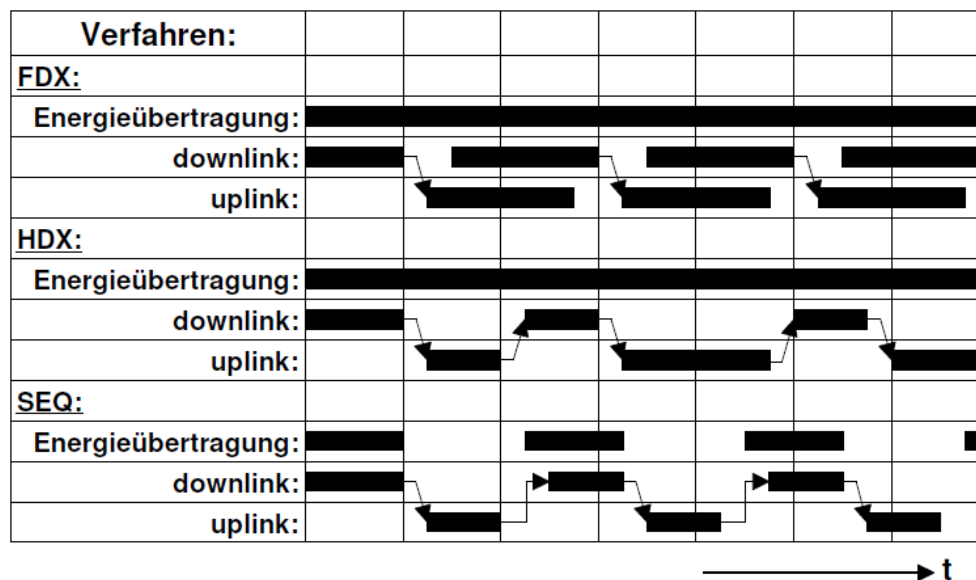 Verfahren:
FDX:
Energieübertragung:
downlink:
uplink:
HDX:
Energieübertragung:
downlink:
uplink:
SEQ:
Energieübertragung:
downlink:
uplink:
t